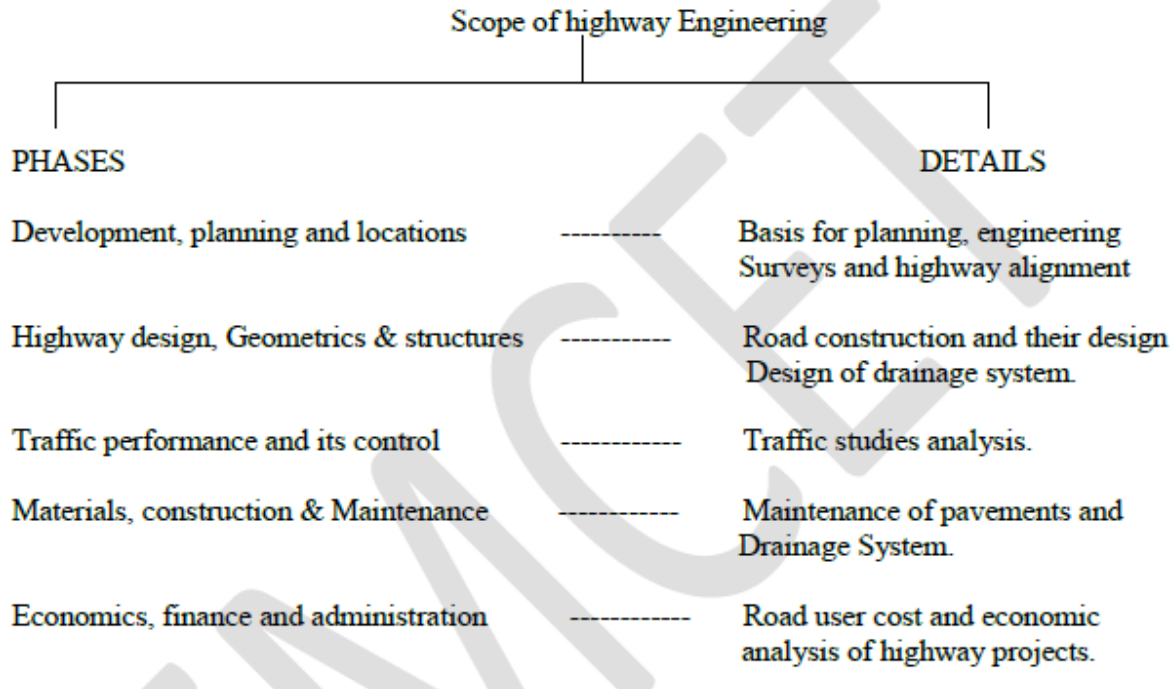 Scope of highway Engineering
PHASES DETAILS
Development, planning and locations ---------- Basis for planning, engineering
Surveys and highway alignment
Highway design, Geometrics & structures ----------- Road construction and their design
Design of drainage system.
Traffic performance and its control ------------ Traffic studies analysis.
Materials, construction & Maintenance ------------ Maintenance of pavements and
Drainage System.
Economics, finance and administration ------------ Road user cost and economic
analysis of highway projects.